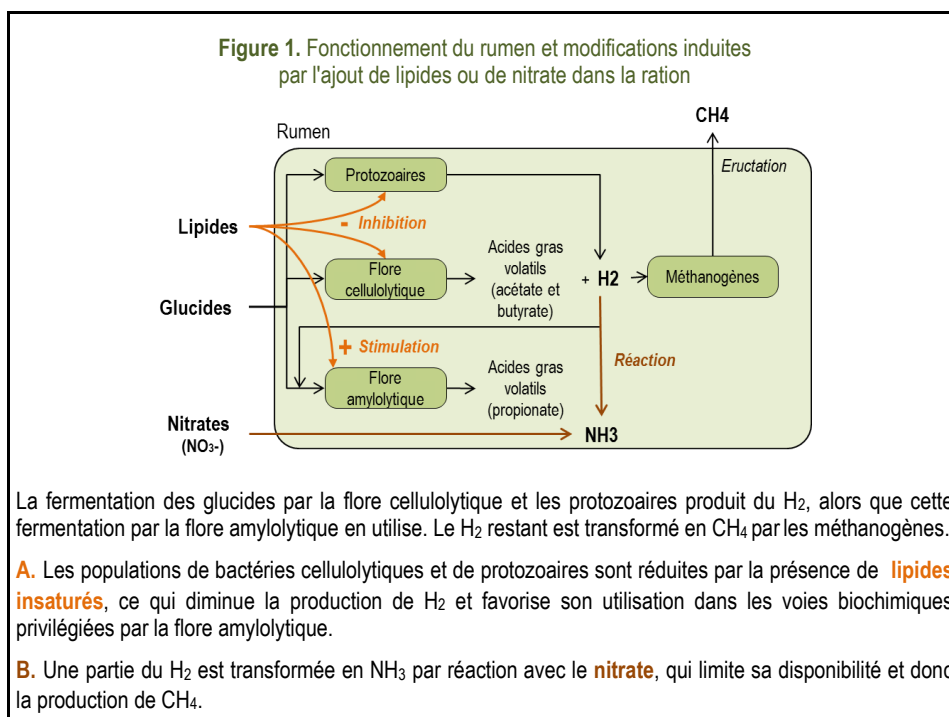 Figure 1. Fonctionnement du rumen et modifications induites
par l'ajout de lipides ou de nitrate dans la ration
CH4
Rumen
Eructation
Protozoaires
Lipides
- Inhibition
Flore
cellulolytique
Acides gras
volatils
(acétate et
butyrate)
+ H2
Méthanogènes
Glucides
+ Stimulation
Réaction
Flore
amylolytique
Acides gras
volatils
(propionate)
Nitrates
(NO3-)
NH3
La fermentation des glucides par la flore cellulolytique et les protozoaires produit du H2, alors que cette
fermentation par la flore amylolytique en utilise. Le H2 restant est transformé en CH4 par les méthanogènes.
A. Les populations de bactéries cellulolytiques et de protozoaires sont réduites par la présence de lipides
insaturés, ce qui diminue la production de H2 et favorise son utilisation dans les voies biochimiques
privilégiées par la flore amylolytique.
B. Une partie du H2 est transformée en NH3 par réaction avec le nitrate, qui limite sa disponibilité et donc
la production de CH4.